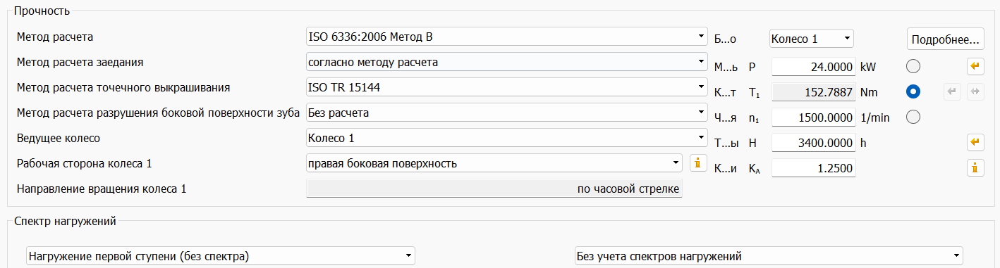 Прочность
Метод расчета ISO 6336:2006 Метод B Б...о Колесо 1 Подробнее...
Метод расчета заедания согласно методу расчета М...ь P 24.0000 kW
Метод расчета точечного выкрашивания ISO TR 15144 К...т T₁ 152.7887 Nm
Метод расчета разрушения боковой поверхности зуба Без расчета Ч...я n₁ 1500.0000 1/min
Ведущее колесо Колесо 1 Т...ы H 3400.0000 h
Рабочая сторона колеса 1 правая боковая поверхность К...и K_A 1.2500
Направление вращения колеса 1 по часовой стрелке
Спектр нагружений
Нагружение первой ступени (без спектра) Без учета спектров нагружений